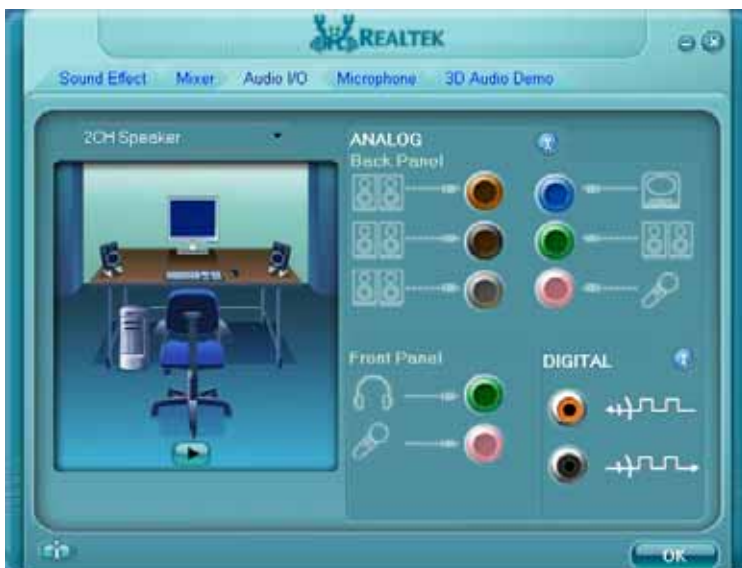 REALTEK
Sound Effect Mixer Audio I/O Microphone 3D Audio Demo
2CH Speaker
ANALOG
Back Panel
Front Panel
DIGITAL
OK